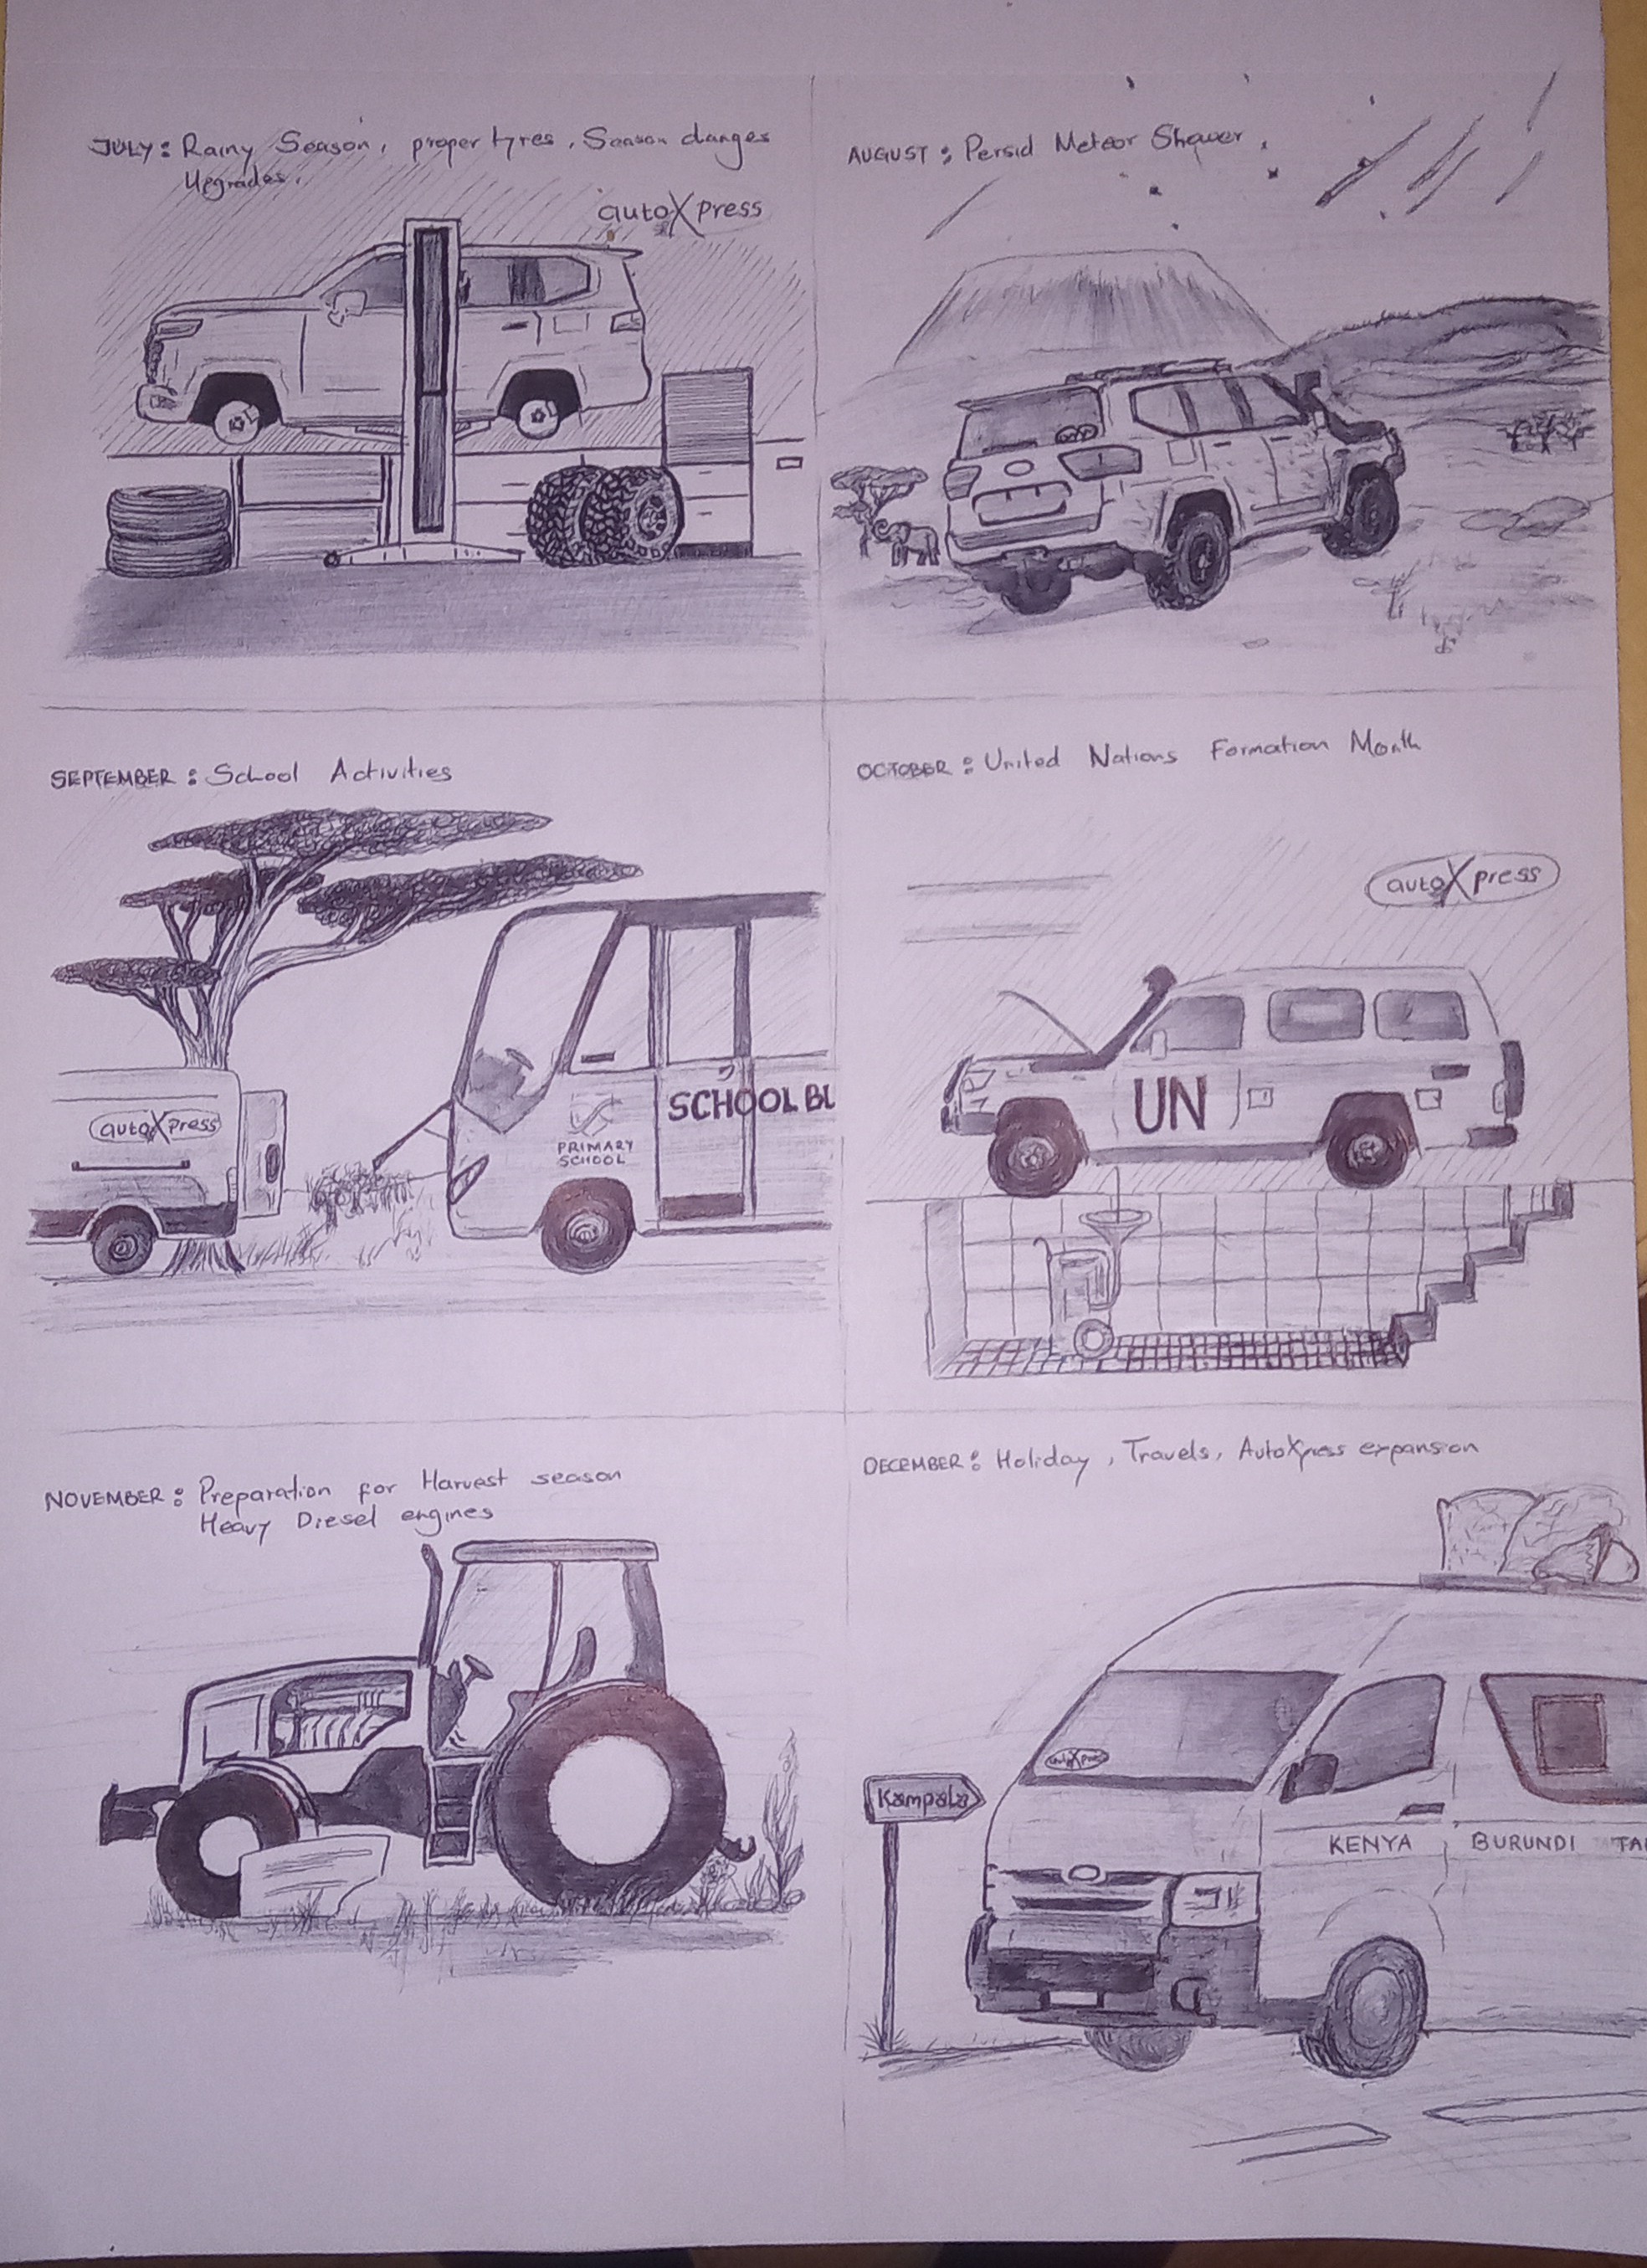 JULY: Rainy Season, proper tyres, Season changes
Upgrades.
autoXpress
AUGUST: Persid Meteor Shower.
SEPTEMBER: School Activities
autoXpress
PRIMARY
SCHOOL
SCHOOL BU
OCTOBER: United Nations Formation Month
autoXpress
UN
NOVEMBER: Preparation for Harvest season
Heavy Diesel engines
DECEMBER: Holiday, Travels, AutoXpress expansion
autoXpress
Kampala
KENYA BURUNDI TA